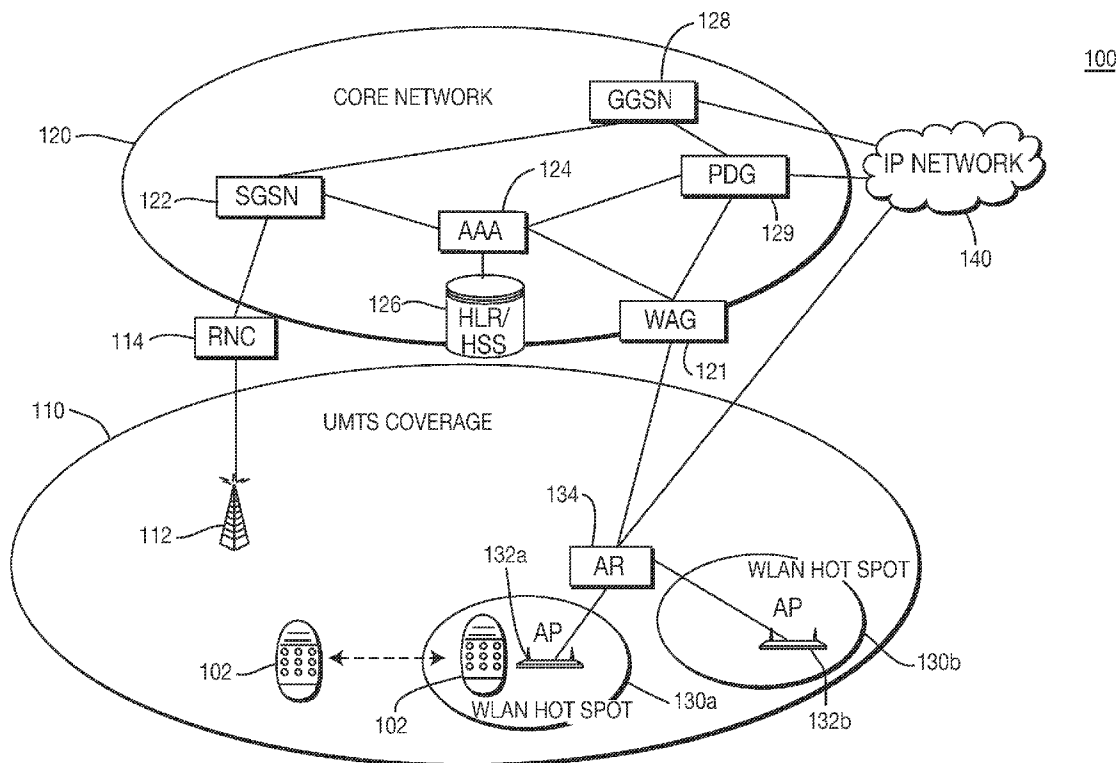 128
100
CORE NETWORK
GGSN
120
IP NETWORK
124
PDG
SGSN
122
AAA
129
140
126
HLR/
HSS
WAG
RNC
114
121
110
UMTS COVERAGE
134
112
132a
AR
WLAN HOT SPOT
AP
AP
102
130b
102
WLAN HOT SPOT
130a
132b